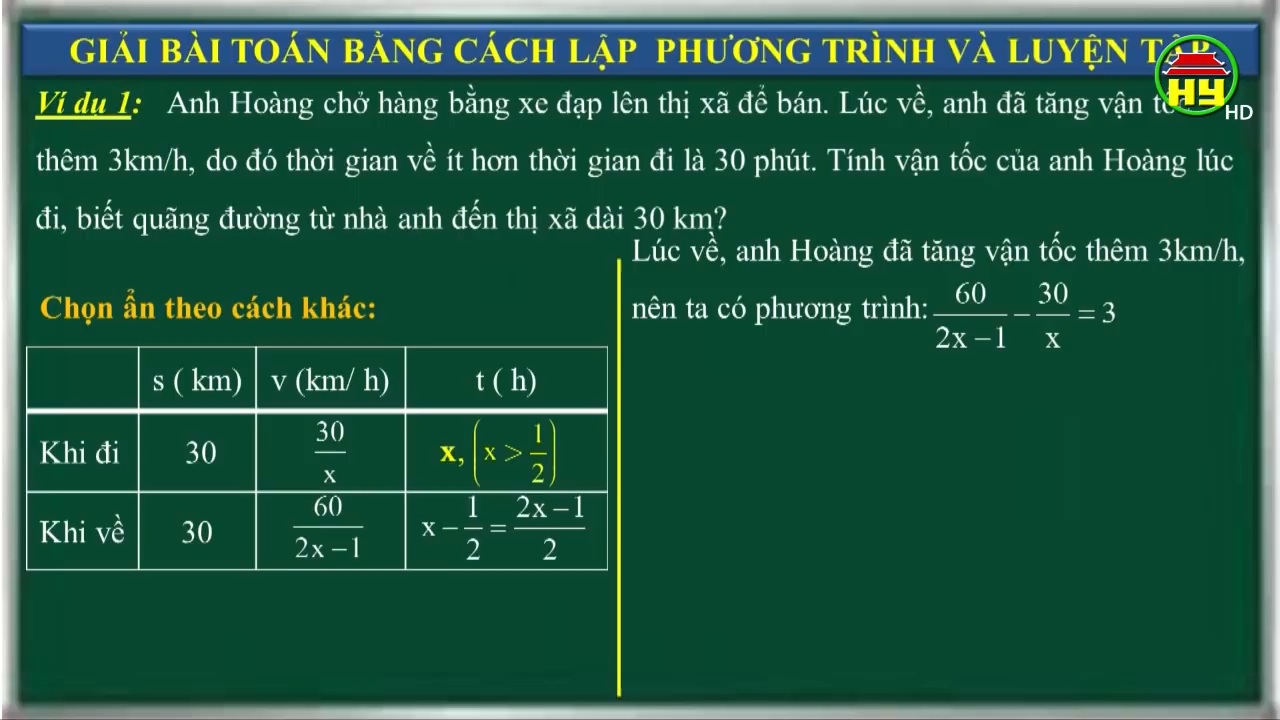 GIẢI BÀI TOÁN BẰNG CÁCH LẬP PHƯƠNG TRÌNH VÀ LUYỆN TẬP
HY HD
Ví dụ 1: Anh Hoàng chở hàng bằng xe đạp lên thị xã để bán. Lúc về, anh đã tăng vận tốc
thêm 3km/h, do đó thời gian về ít hơn thời gian đi là 30 phút. Tính vận tốc của anh Hoàng lúc
đi, biết quãng đường từ nhà anh đến thị xã dài 30 km?
Chọn ẩn theo cách khác:
s ( km) v (km/ h) t ( h)
Khi đi 30 30/x x, (x > 1/2)
Khi về 30 60/(2x – 1) x – 1/2 = (2x – 1)/2
Lúc về, anh Hoàng đã tăng vận tốc thêm 3km/h,
nên ta có phương trình: 60/(2x – 1) – 30/x = 3